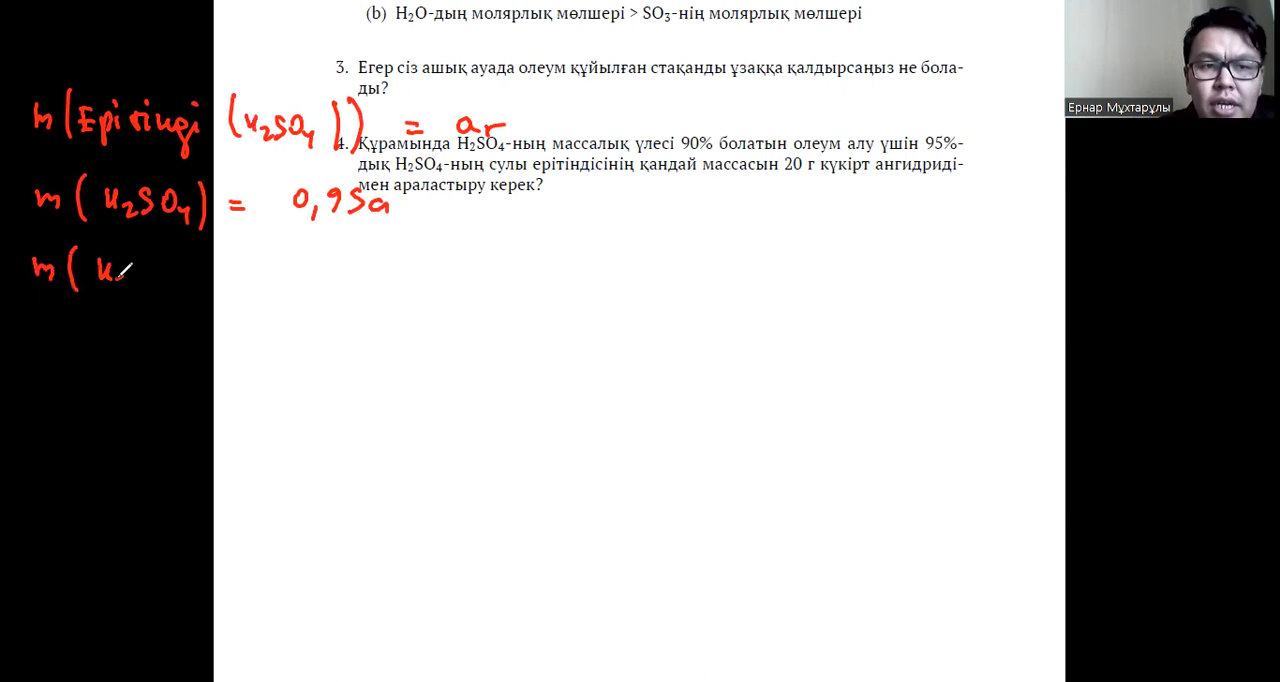 (b) H₂O-дың молярлық мөлшері > SO₃-нің молярлық мөлшері
3. Егер сіз ашық ауада олеум құйылған стақанды ұзаққа қалдырсаңыз не бола-
ды?
Ернар Мұхтарұлы
m(Ерітінді (H₂SO₄)) = a г
4. Құрамында H₂SO₄-ның массалық үлесі 90% болатын олеум алу үшін 95%-
дық H₂SO₄-ның сулы ерітіндісінің қандай массасын 20 г күкірт ангидриді-
мен араластыру керек?
m(H₂SO₄) = 0,95a
m(H